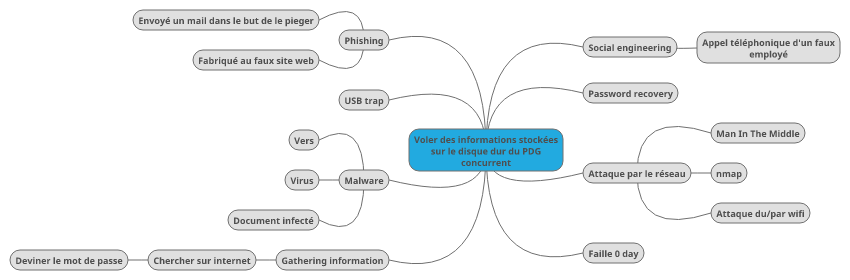 Envoyé un mail dans le but de le pieger
Phishing
Fabriqué au faux site web
USB trap
Vers
Virus
Malware
Document infecté
Deviner le mot de passe
Chercher sur internet
Gathering information
Voler des informations stockées
sur le disque dur du PDG
concurrent
Social engineering
Appel téléphonique d'un faux
employé
Password recovery
Man In The Middle
Attaque par le réseau
nmap
Attaque du/par wifi
Faille 0 day